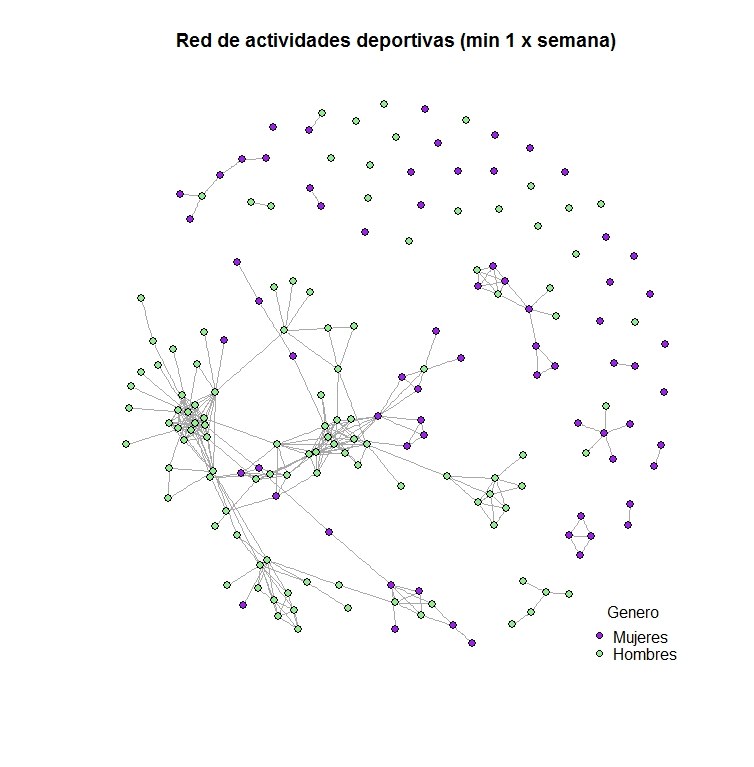 Red de actividades deportivas (min 1 x semana)
Genero
Mujeres
Hombres